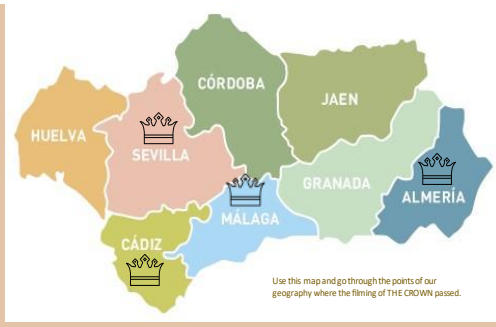 CÓRDOBA
JAEN
HUELVA
SEVILLA
GRANADA
ALMERÍA
MÁLAGA
CÁDIZ
Use this map and go through the points of our
geography where the filming of THE CROWN passed.